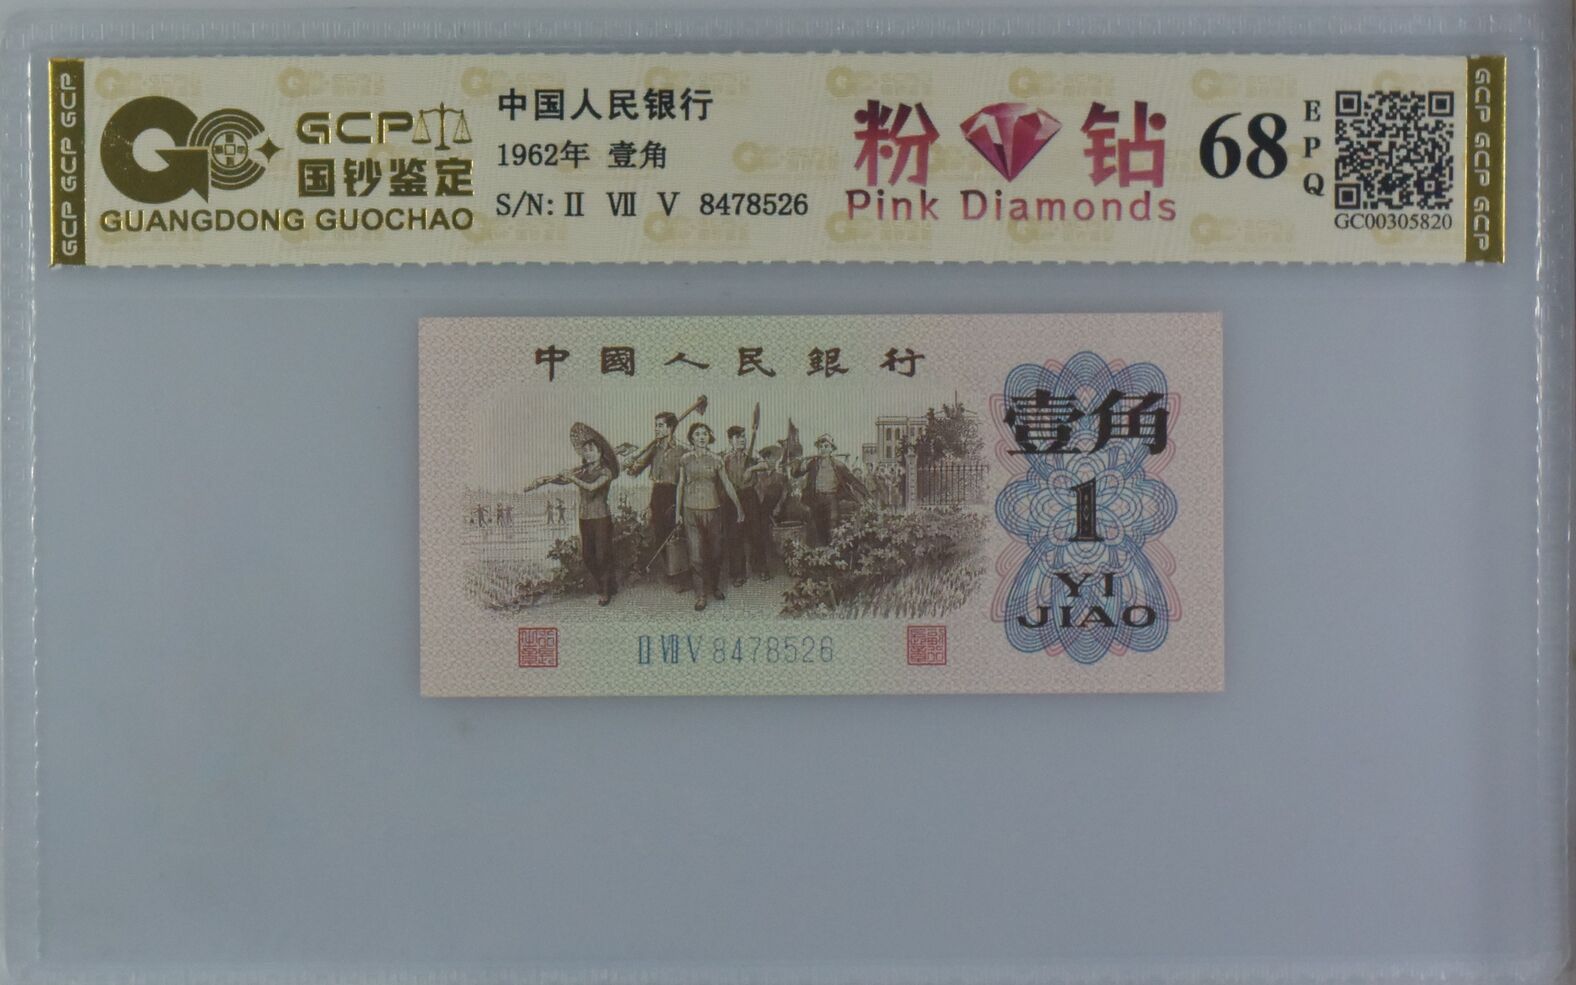 GCP GCP GCP
GCP
国钞鉴定
GUANGDONG GUOCHAO
中国人民银行
1962年 壹角
S/N: Ⅱ Ⅶ Ⅴ 8478526
粉钻
Pink Diamonds
68
EPQ
GC00305820
GCP GCP GCP
中國人民銀行
壹角
1
YI
JIAO
Ⅱ Ⅶ Ⅴ 8478526